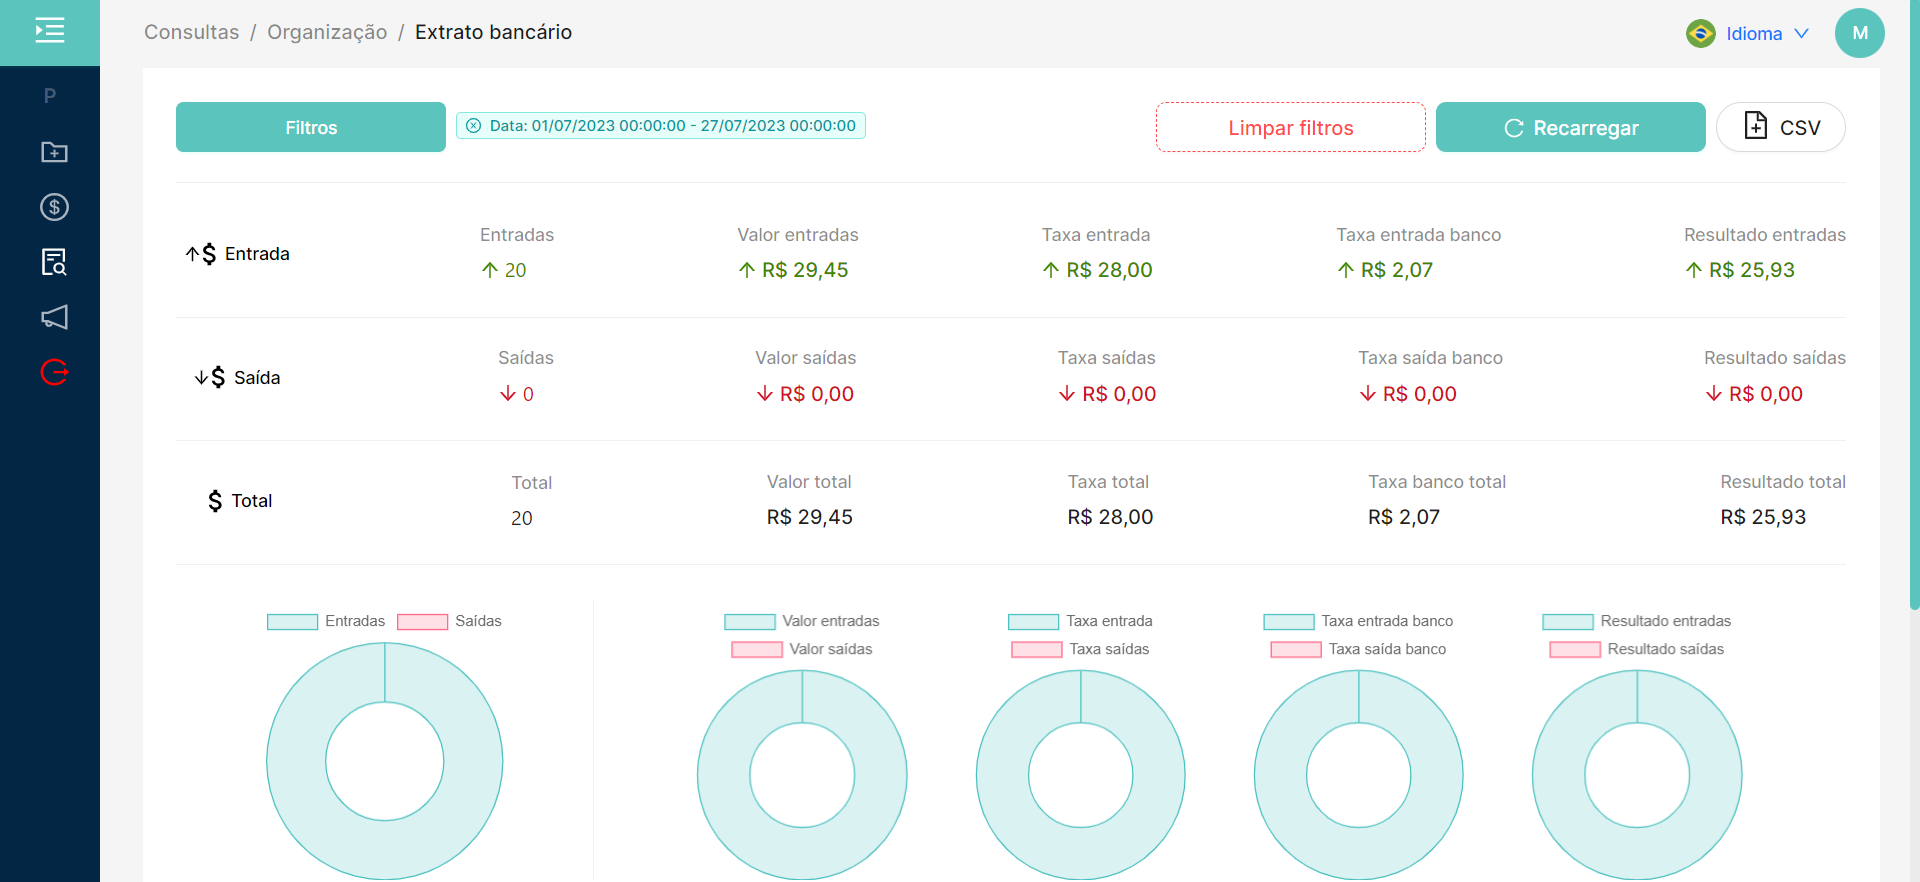 Consultas / Organização / Extrato bancário
Idioma
M
P
Filtros
Data: 01/07/2023 00:00:00 - 27/07/2023 00:00:00
Limpar filtros
Recarregar
CSV
Entrada
Entradas
20
Valor entradas
R$ 29,45
Taxa entrada
R$ 28,00
Taxa entrada banco
R$ 2,07
Resultado entradas
R$ 25,93
Saída
Saídas
0
Valor saídas
R$ 0,00
Taxa saídas
R$ 0,00
Taxa saída banco
R$ 0,00
Resultado saídas
R$ 0,00
$ Total
Total
20
Valor total
R$ 29,45
Taxa total
R$ 28,00
Taxa banco total
R$ 2,07
Resultado total
R$ 25,93
Entradas
Saídas
Valor entradas
Valor saídas
Taxa entrada
Taxa saídas
Taxa entrada banco
Taxa saída banco
Resultado entradas
Resultado saídas